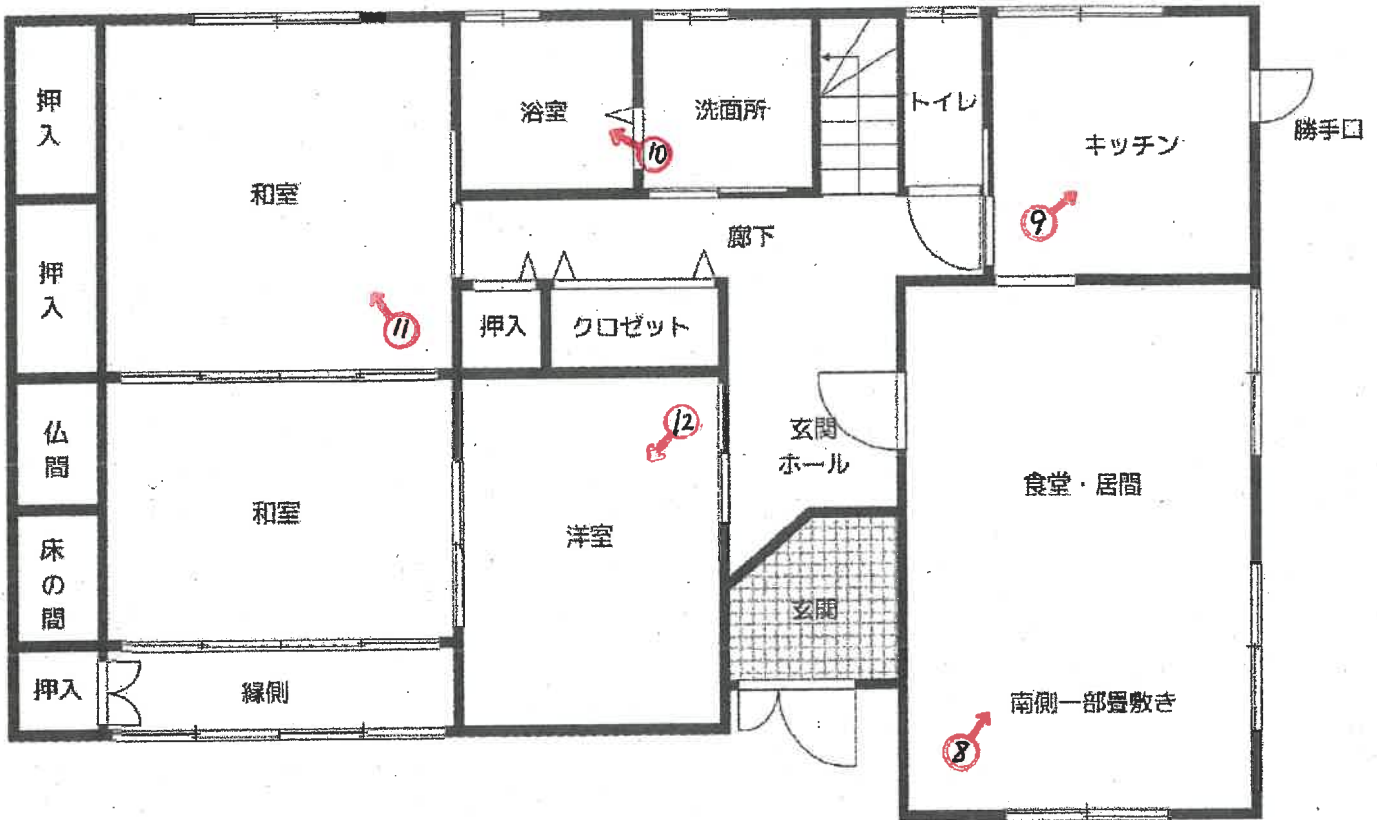 押入
和室
浴室
10
洗面所
トイレ
キッチン
勝手口
9
廊下
押入
11
押入
クロゼット
仏間
和室
12
洋室
玄関
ホール
食堂・居間
床の間
玄関
押入
縁側
南側一部畳敷き
8